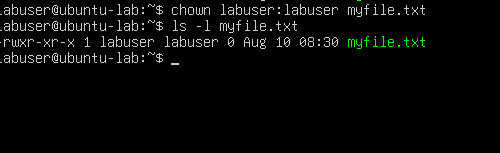 labuser@ubuntu-lab:~$ chown labuser:labuser myfile.txt
labuser@ubuntu-lab:~$ ls -l myfile.txt
-rwxr-xr-x 1 labuser labuser 0 Aug 10 08:30 myfile.txt
labuser@ubuntu-lab:~$ _